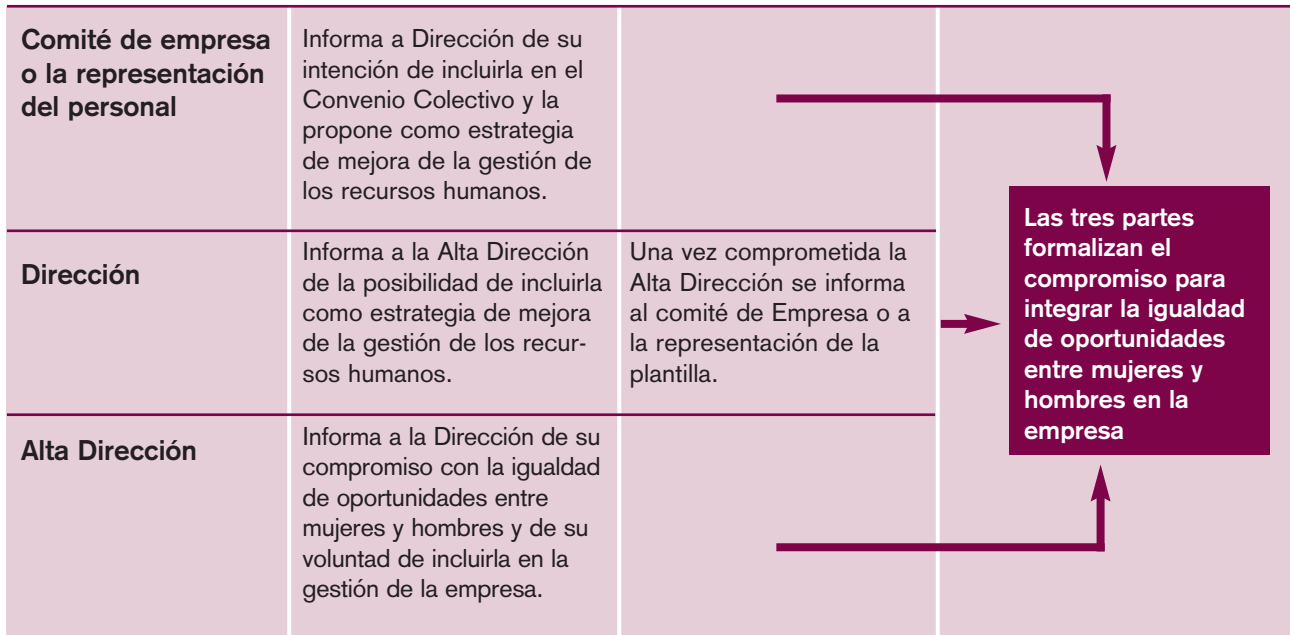 Comité de empresa
o la representación
del personal
Informa a Dirección de su
intención de incluirla en el
Convenio Colectivo y la
propone como estrategia
de mejora de la gestión de
los recursos humanos.
Dirección
Informa a la Alta Dirección
de la posibilidad de incluirla
como estrategia de mejora
de la gestión de los recur-
sos humanos.
Una vez comprometida la
Alta Dirección se informa
al comité de Empresa o a
la representación de la
plantilla.
Alta Dirección
Informa a la Dirección de su
compromiso con la igualdad
de oportunidades entre
mujeres y hombres y de su
voluntad de incluirla en la
gestión de la empresa.
Las tres partes
formalizan el
compromiso para
integrar la igualdad
de oportunidades
entre mujeres y
hombres en la
empresa